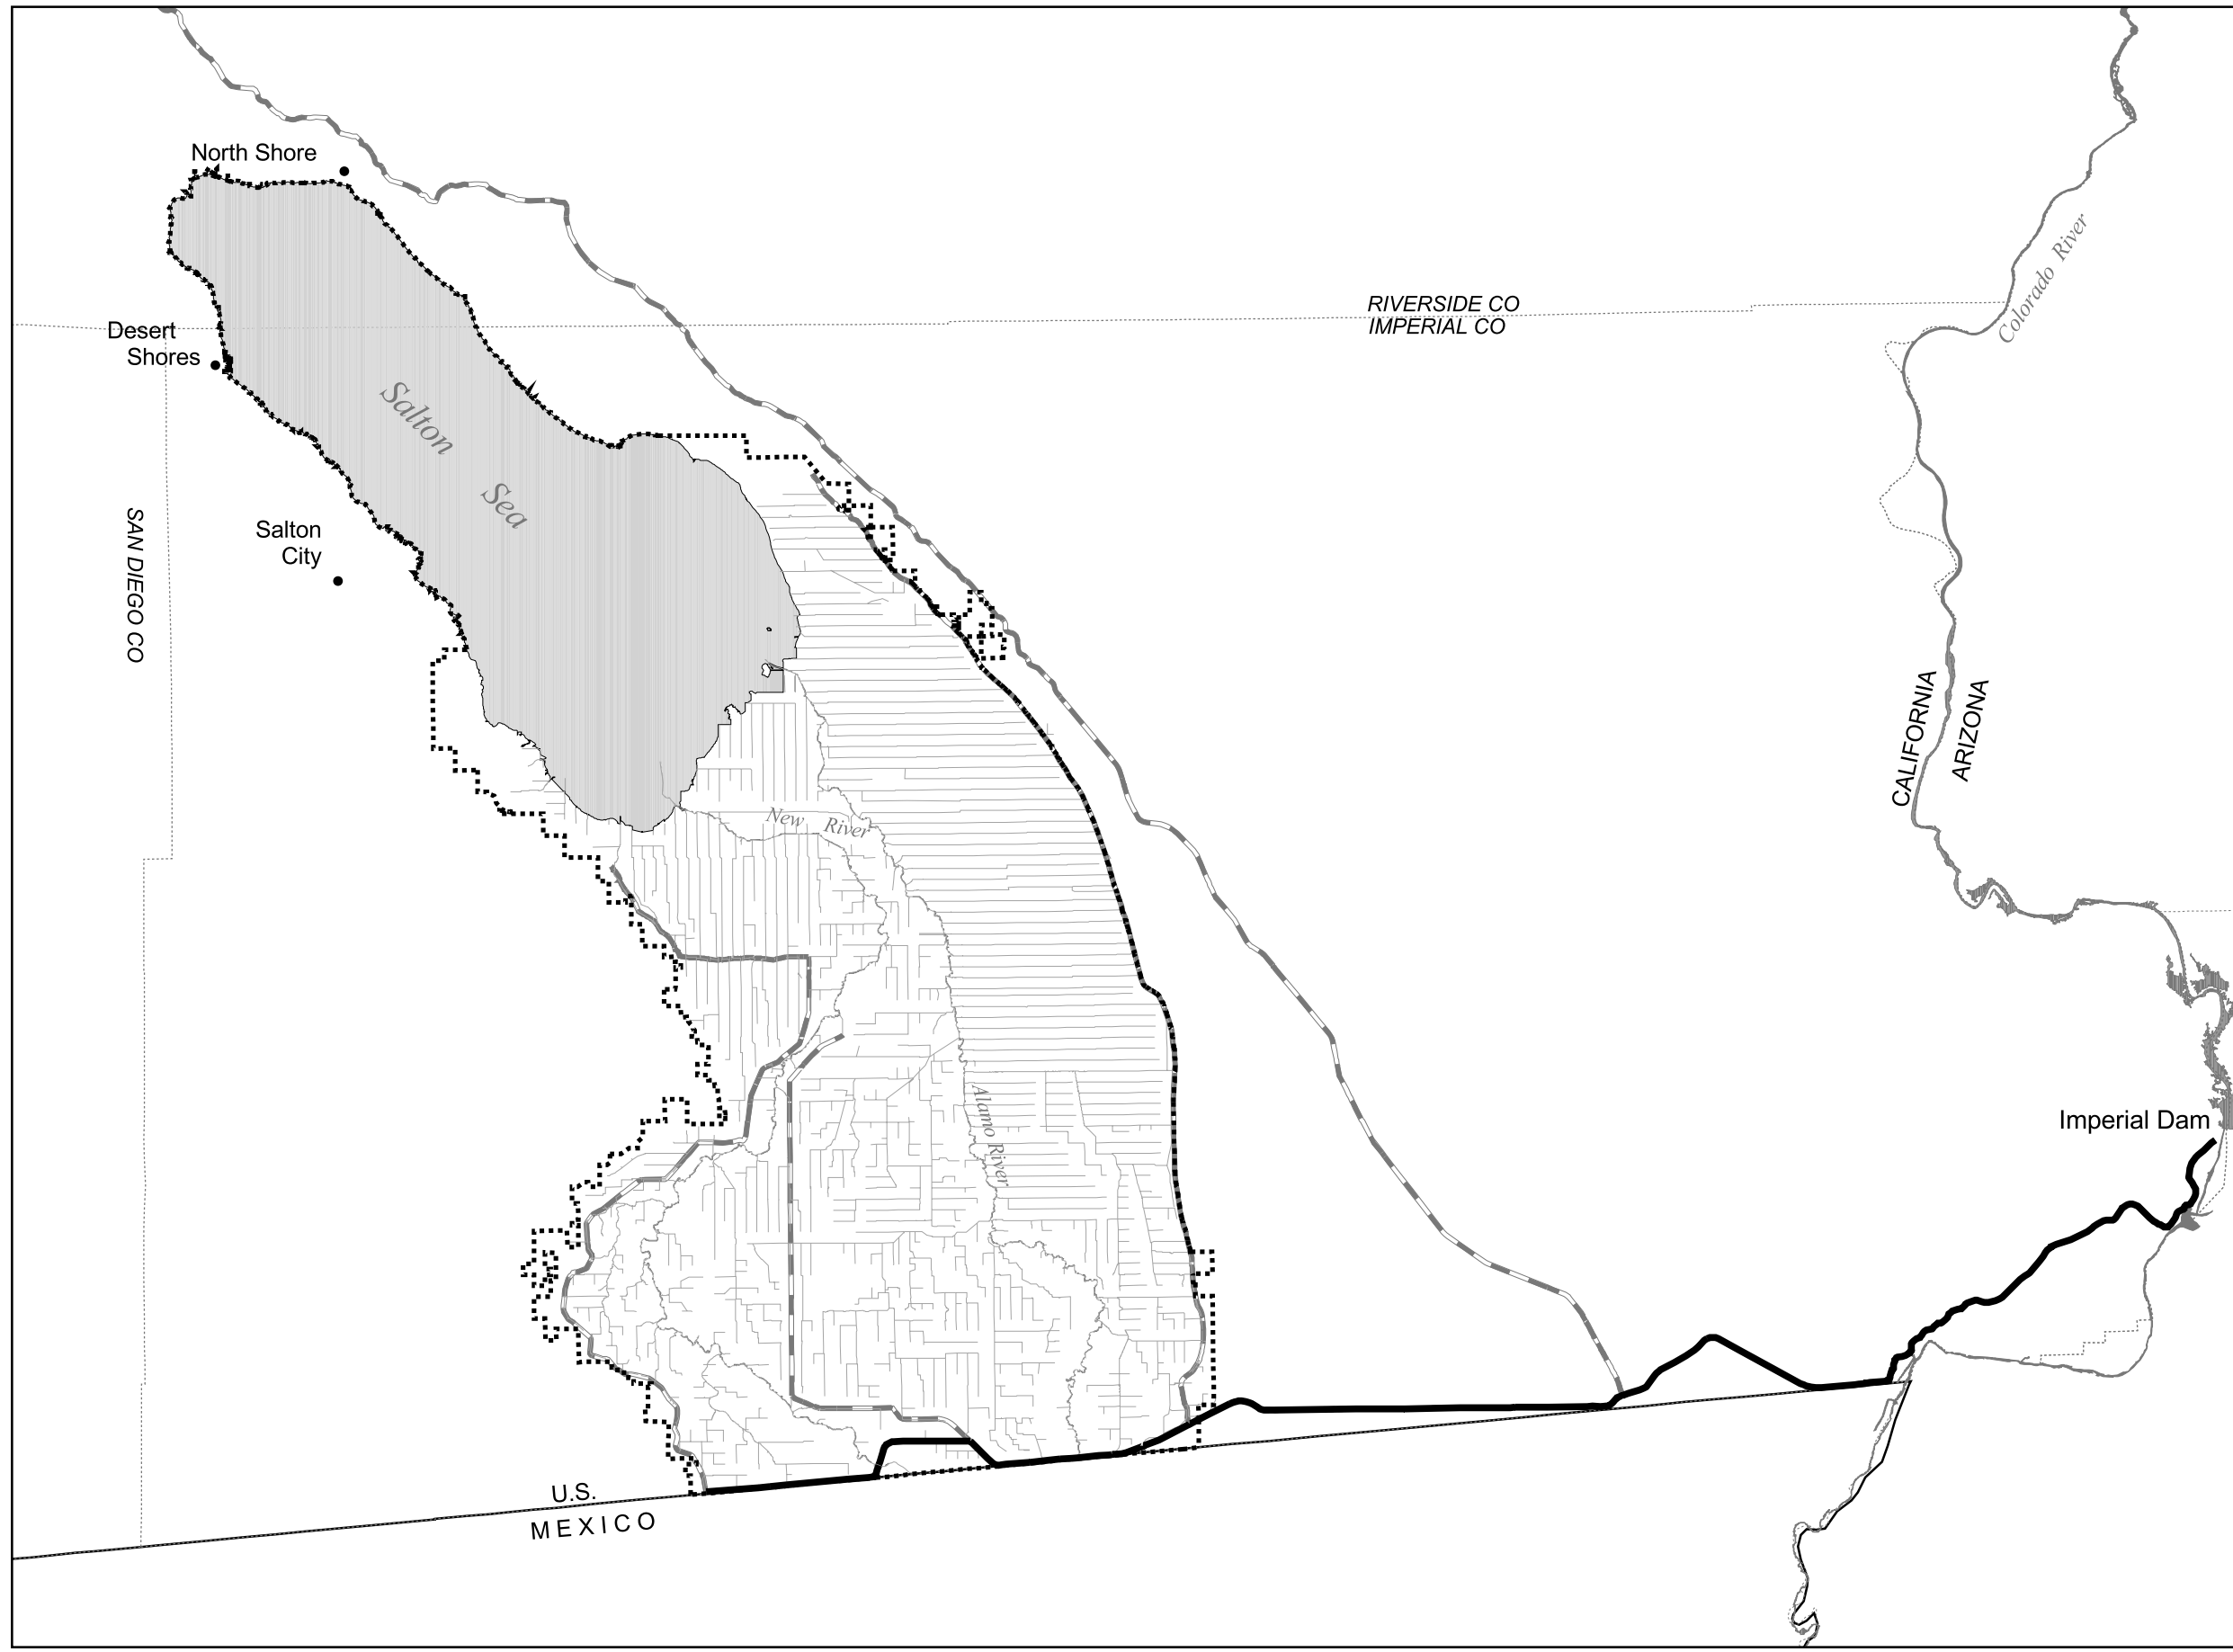 North Shore
Colorado River
RIVERSIDE CO
IMPERIAL CO
Desert
Shores
Salton
Sea
SAN DIEGO CO
Salton
City
CALIFORNIA
ARIZONA
New River
Alamo River
Imperial Dam
U.S.
MEXICO